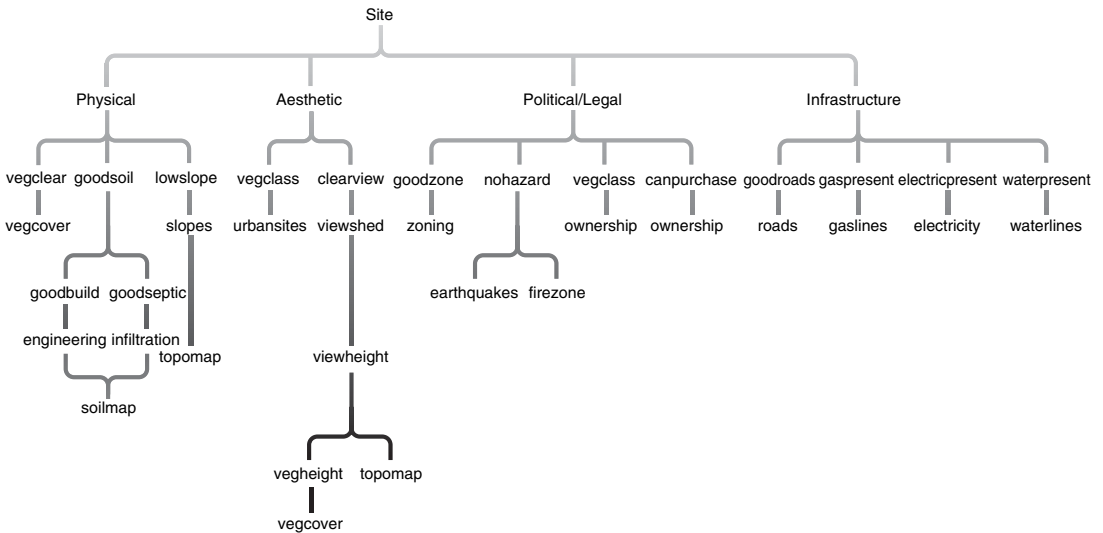 Site
Physical Aesthetic Political/Legal Infrastructure
vegclear goodsoil lowslope vegclass clearview goodzone nohazard vegclass canpurchase goodroads gaspresent electricpresent waterpresent
vegcover slopes urbansites viewshed zoning ownership ownership roads gaslines electricity waterlines
goodbuild goodseptic earthquakes firezone
engineering infiltration
topomap viewheight
soilmap
vegheight topomap
vegcover